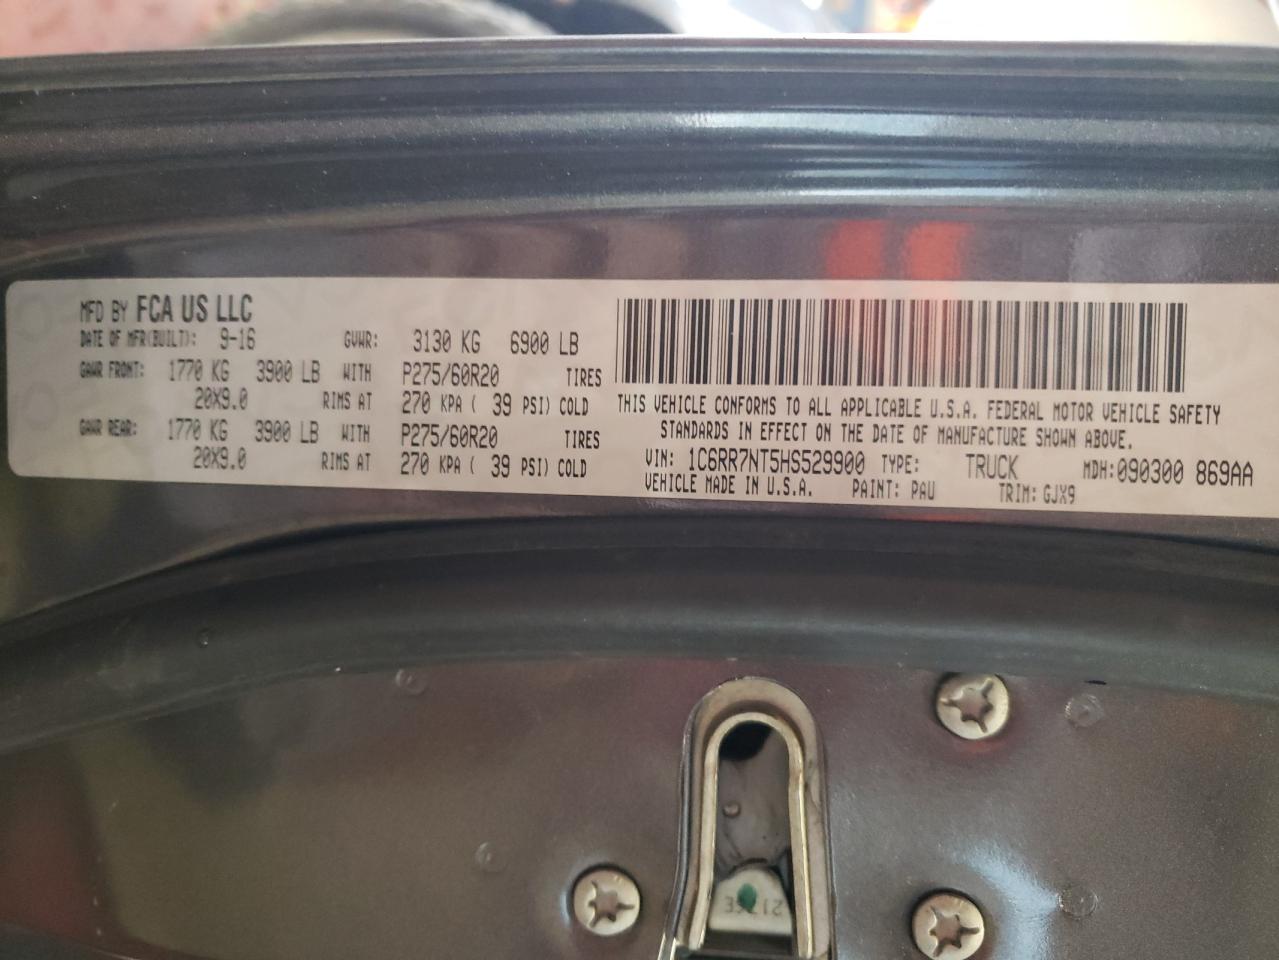 MFD BY FCA US LLC
DATE OF MFR(BUILT): 9-16 GVWR: 3130 KG 6900 LB
GAWR FRONT: 1770 KG 3900 LB WITH P275/60R20 TIRES
20X9.0 RIMS AT 270 KPA ( 39 PSI) COLD
GAWR REAR: 1770 KG 3900 LB WITH P275/60R20 TIRES
20X9.0 RIMS AT 270 KPA ( 39 PSI) COLD
THIS VEHICLE CONFORMS TO ALL APPLICABLE U.S.A. FEDERAL MOTOR VEHICLE SAFETY
STANDARDS IN EFFECT ON THE DATE OF MANUFACTURE SHOWN ABOVE.
VIN: 1C6RR7NT5HS529900 TYPE: TRUCK MDH:090300 869AA
VEHICLE MADE IN U.S.A. PAINT: PAU TRIM: GJX9